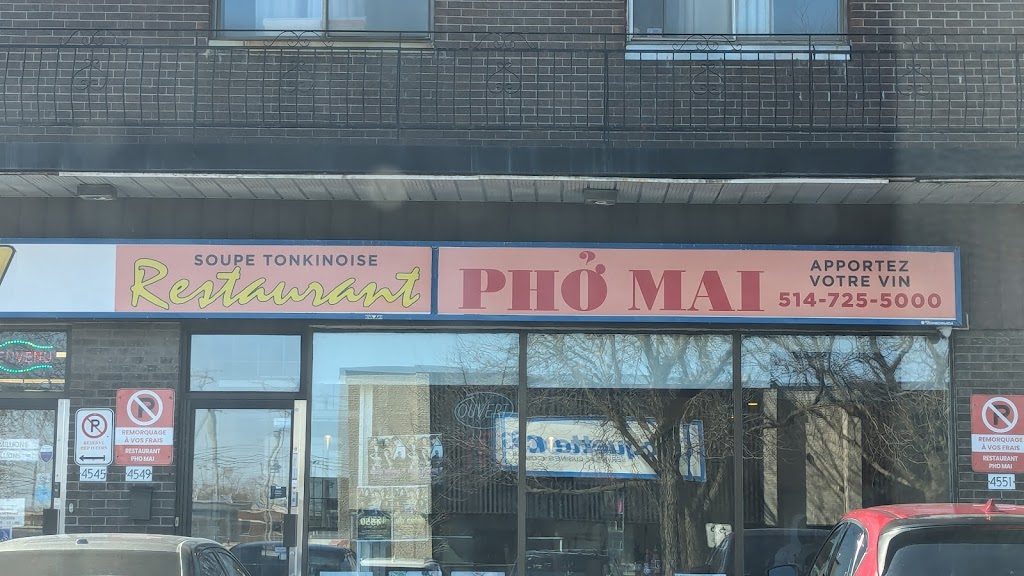 SOUPE TONKINOISE
Restaurant
PHỞ MAI
APPORTEZ
VOTRE VIN
514-725-5000
OUVERT
P
4545
P
REMORQUAGE
À VOS FRAIS
RESTAURANT
PHO MAI
4549
P
REMORQUAGE
À VOS FRAIS
RESTAURANT
PHO MAI
4551